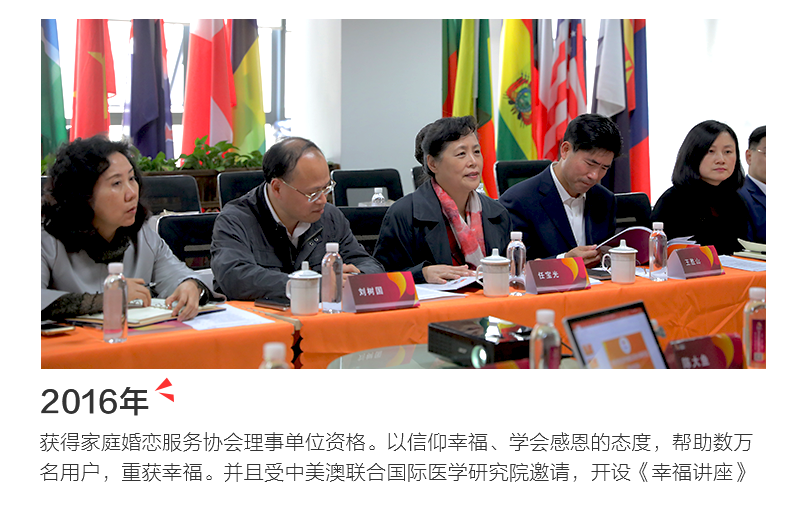 刘树国
任宝光
王胜山
陈大鱼
2016年
获得家庭婚恋服务协会理事单位资格。以信仰幸福、学会感恩的态度，帮助数万
名用户，重获幸福。并且受中美澳联合国际医学研究院邀请，开设《幸福讲座》